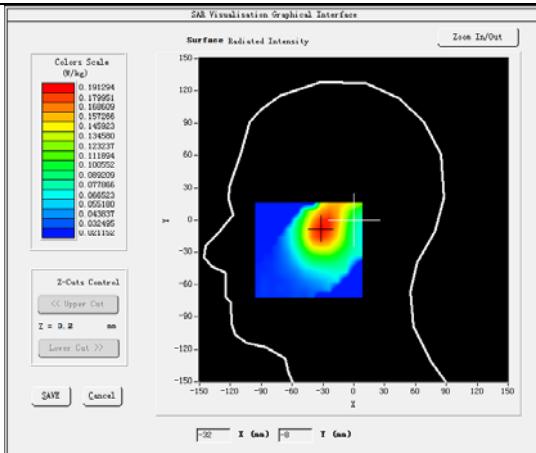 SAR Visualisation Graphical Interface
Surface Radiated Intensity
Zoom In/Out
Colors Scale
(W/kg)
0.191294
0.179951
0.168609
0.157266
0.145923
0.134580
0.123237
0.111894
0.100552
0.089209
0.077866
0.066523
0.055180
0.043837
0.032495
0.021152
Z-Cuts Control
<< Upper Cut
Z = 3.2 mm
Lower Cut >>
SAVE Cancel
150
120
90
60
30
0
-30
-60
-90
-120
-150
Y
-150 -120 -90 -60 -30 0 30 60 90 120 150
X
-32 X (mm) -8 Y (mm)